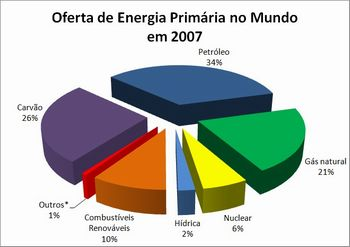 Oferta de Energia Primária no Mundo
em 2007
Petróleo
34%
Carvão
26%
Gás natural
21%
Outros*
1%
Combustíveis
Renováveis
10%
Hídrica
2%
Nuclear
6%